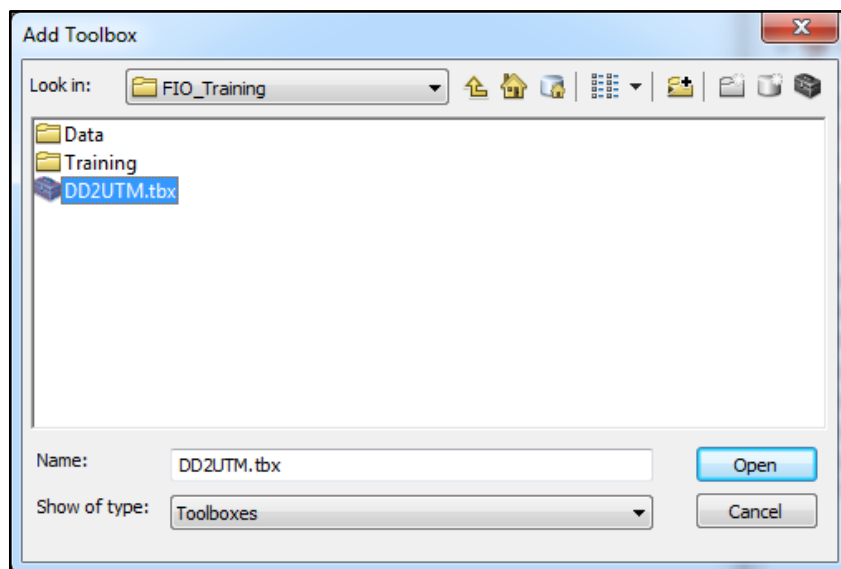 Add Toolbox
Look in: FIO_Training
Data
Training
DD2UTM.tbx
Name: DD2UTM.tbx Open
Show of type: Toolboxes Cancel